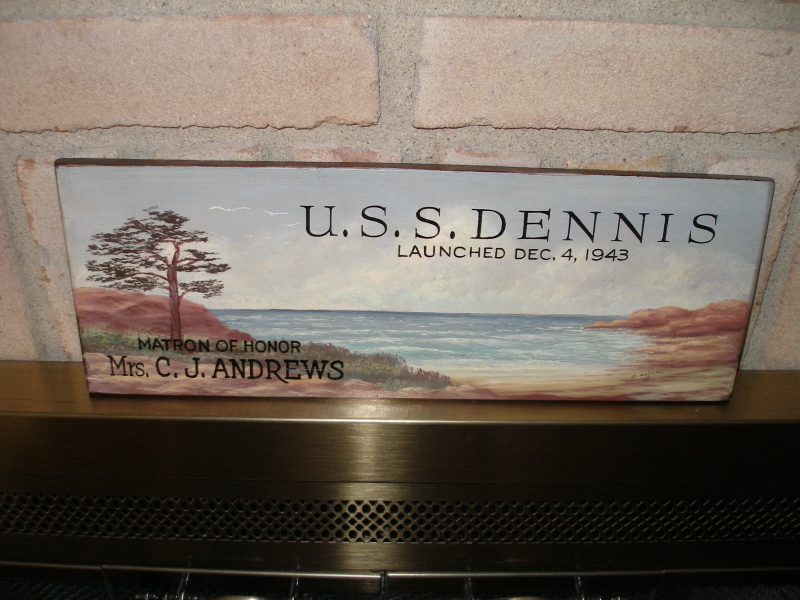 U.S.S. DENNIS
LAUNCHED DEC. 4, 1943
MATRON OF HONOR
Mrs. C. J. ANDREWS